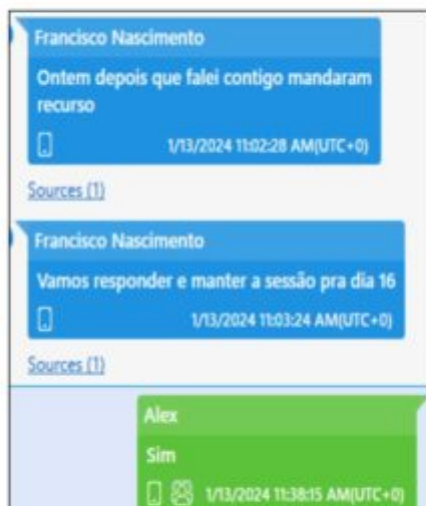 Francisco Nascimento
Ontem depois que falei contigo mandaram
recurso
1/13/2024 11:02:28 AM(UTC+0)
Sources (1)
Francisco Nascimento
Vamos responder e manter a sessão pra dia 16
1/13/2024 11:03:24 AM(UTC+0)
Sources (1)
Alex
Sim
1/13/2024 11:38:15 AM(UTC+0)